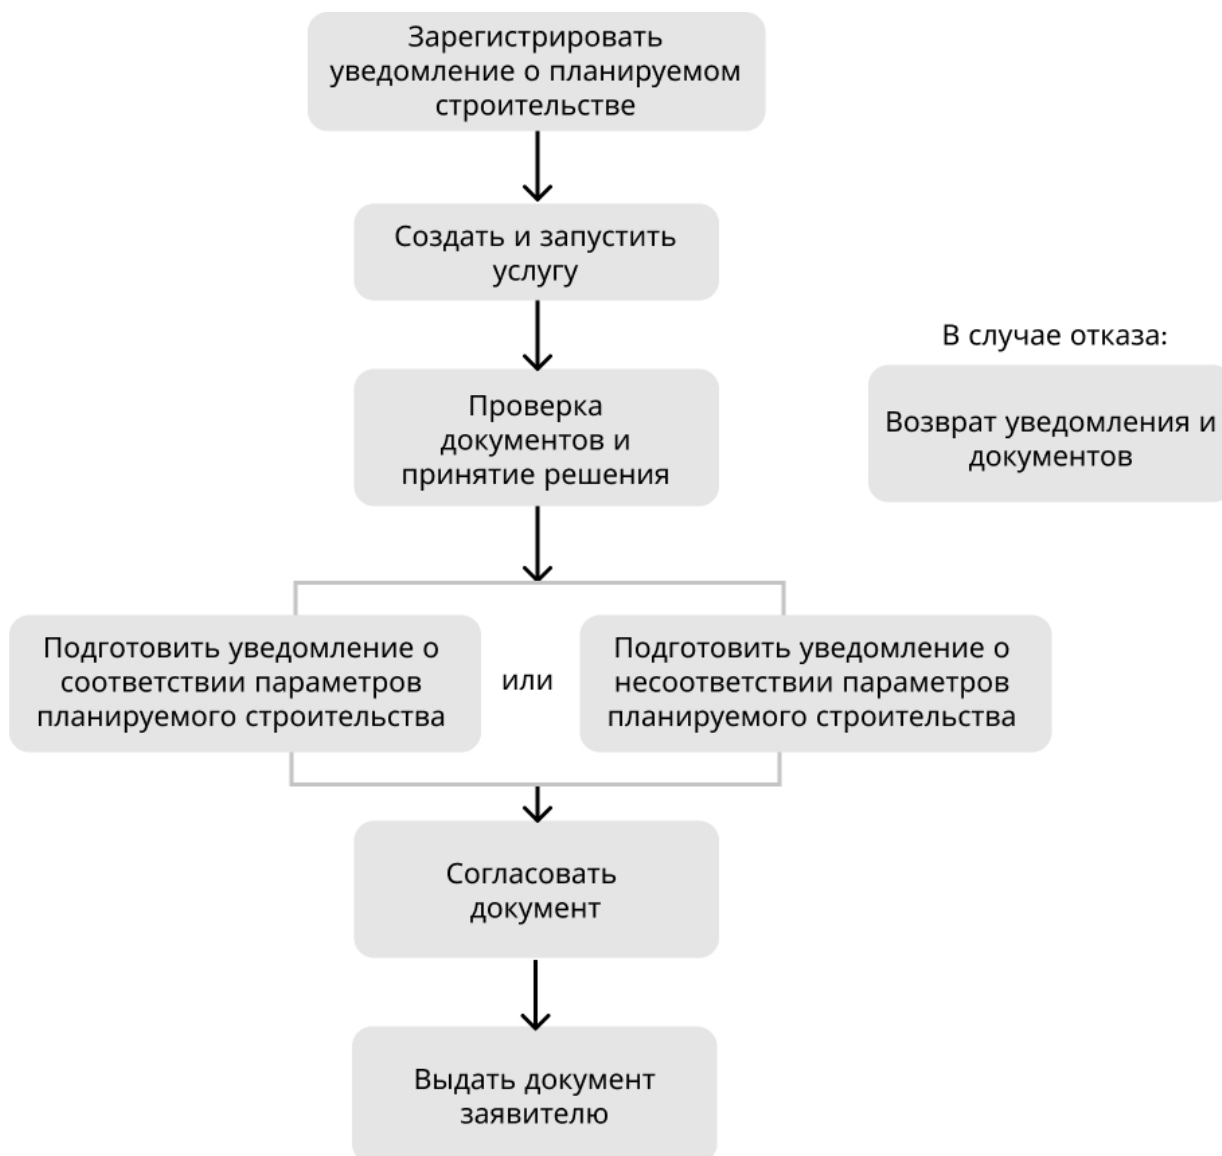 Зарегистрировать
уведомление о планируемом
строительстве
Создать и запустить
услугу
В случае отказа:
Проверка
документов и
принятие решения
Возврат уведомления и
документов
Подготовить уведомление о
соответствии параметров
планируемого строительства
или
Подготовить уведомление о
несоответствии параметров
планируемого строительства
Согласовать
документ
Выдать документ
заявителю